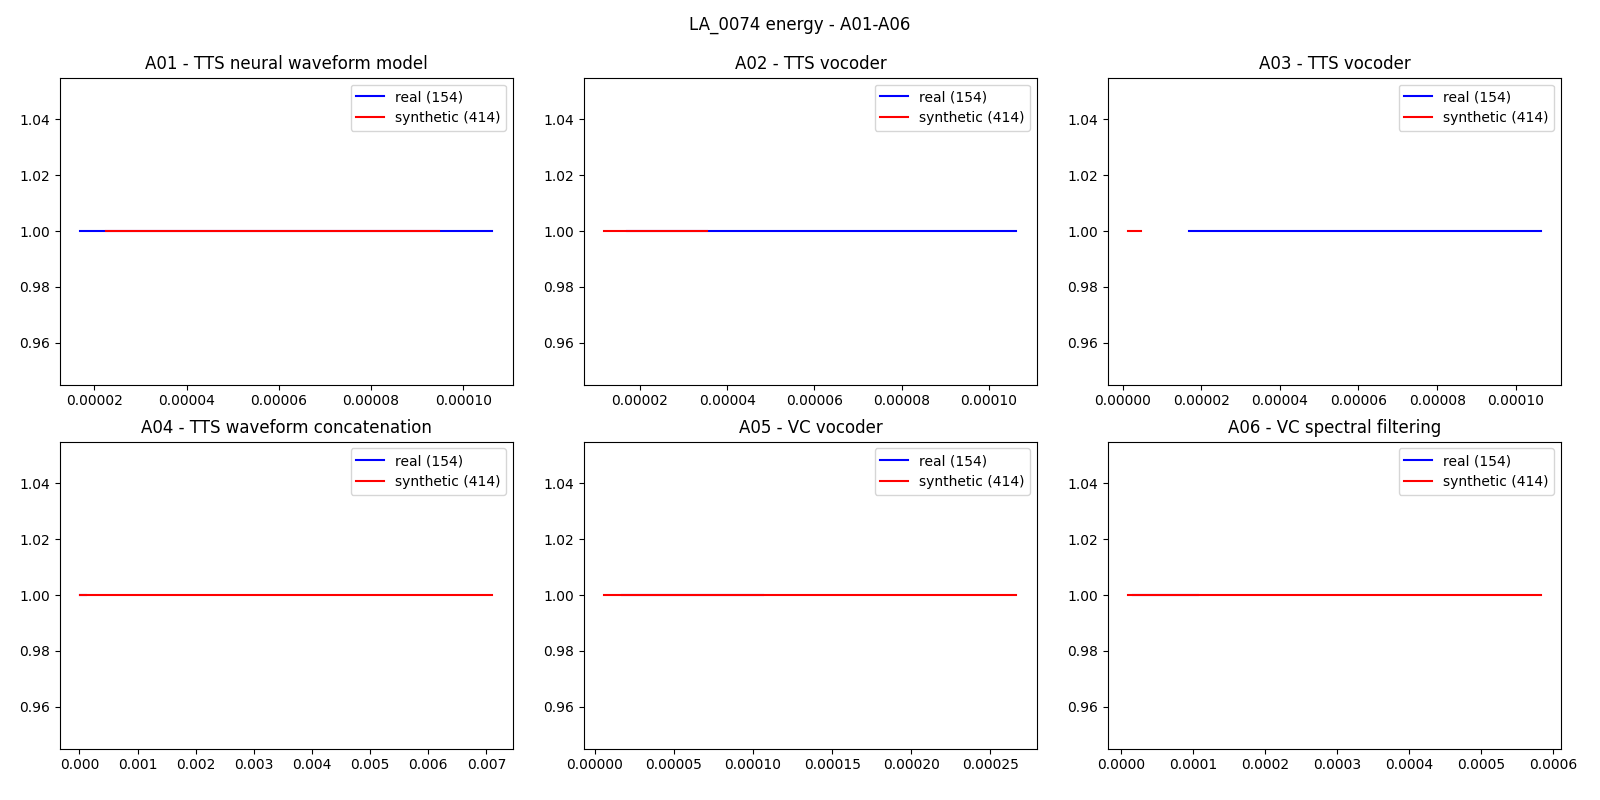 LA_0074 energy - A01-A06
A01 - TTS neural waveform model
real (154)
synthetic (414)
1.04
1.02
1.00
0.98
0.96
0.00002 0.00004 0.00006 0.00008 0.00010
A02 - TTS vocoder
real (154)
synthetic (414)
1.04
1.02
1.00
0.98
0.96
0.00002 0.00004 0.00006 0.00008 0.00010
A03 - TTS vocoder
real (154)
synthetic (414)
1.04
1.02
1.00
0.98
0.96
0.00000 0.00002 0.00004 0.00006 0.00008 0.00010
A04 - TTS waveform concatenation
real (154)
synthetic (414)
1.04
1.02
1.00
0.98
0.96
0.000 0.001 0.002 0.003 0.004 0.005 0.006 0.007
A05 - VC vocoder
real (154)
synthetic (414)
1.04
1.02
1.00
0.98
0.96
0.00000 0.00005 0.00010 0.00015 0.00020 0.00025
A06 - VC spectral filtering
real (154)
synthetic (414)
1.04
1.02
1.00
0.98
0.96
0.0000 0.0001 0.0002 0.0003 0.0004 0.0005 0.0006